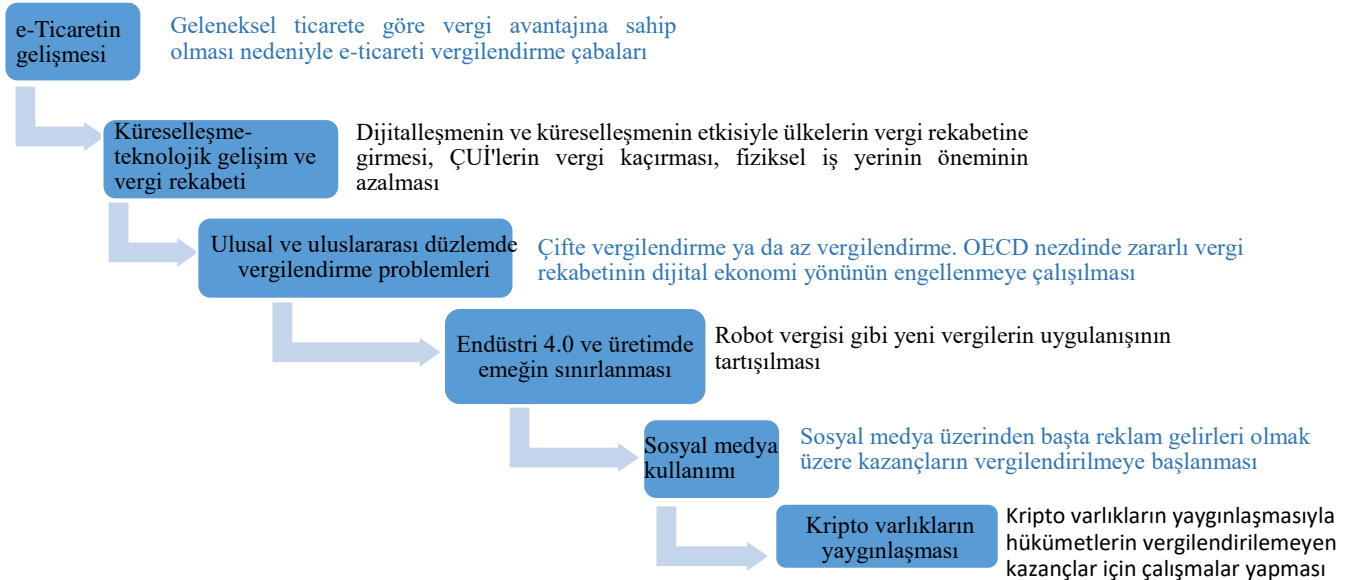 e-Ticaretin
gelişmesi
Geleneksel ticarete göre vergi avantajına sahip
olması nedeniyle e-ticareti vergilendirme çabaları
Küreselleşme-
teknolojik gelişim ve
vergi rekabeti
Dijitalleşmenin ve küreselleşmenin etkisiyle ülkelerin vergi rekabetine
girmesi, ÇUİ'lerin vergi kaçırması, fiziksel iş yerinin öneminin
azalması
Ulusal ve uluslararası düzlemde
vergilendirme problemleri
Çifte vergilendirme ya da az vergilendirme. OECD nezdinde zararlı vergi
rekabetinin dijital ekonomi yönünün engellenmeye çalışılması
Endüstri 4.0 ve üretimde
emeğin sınırlanması
Robot vergisi gibi yeni vergilerin uygulanışının
tartışılması
Sosyal medya
kullanımı
Sosyal medya üzerinden başta reklam gelirleri olmak
üzere kazançların vergilendirilmeye başlanması
Kripto varlıkların
yaygınlaşması
Kripto varlıkların yaygınlaşmasıyla
hükümetlerin vergilendirilemeyen
kazançlar için çalışmalar yapması